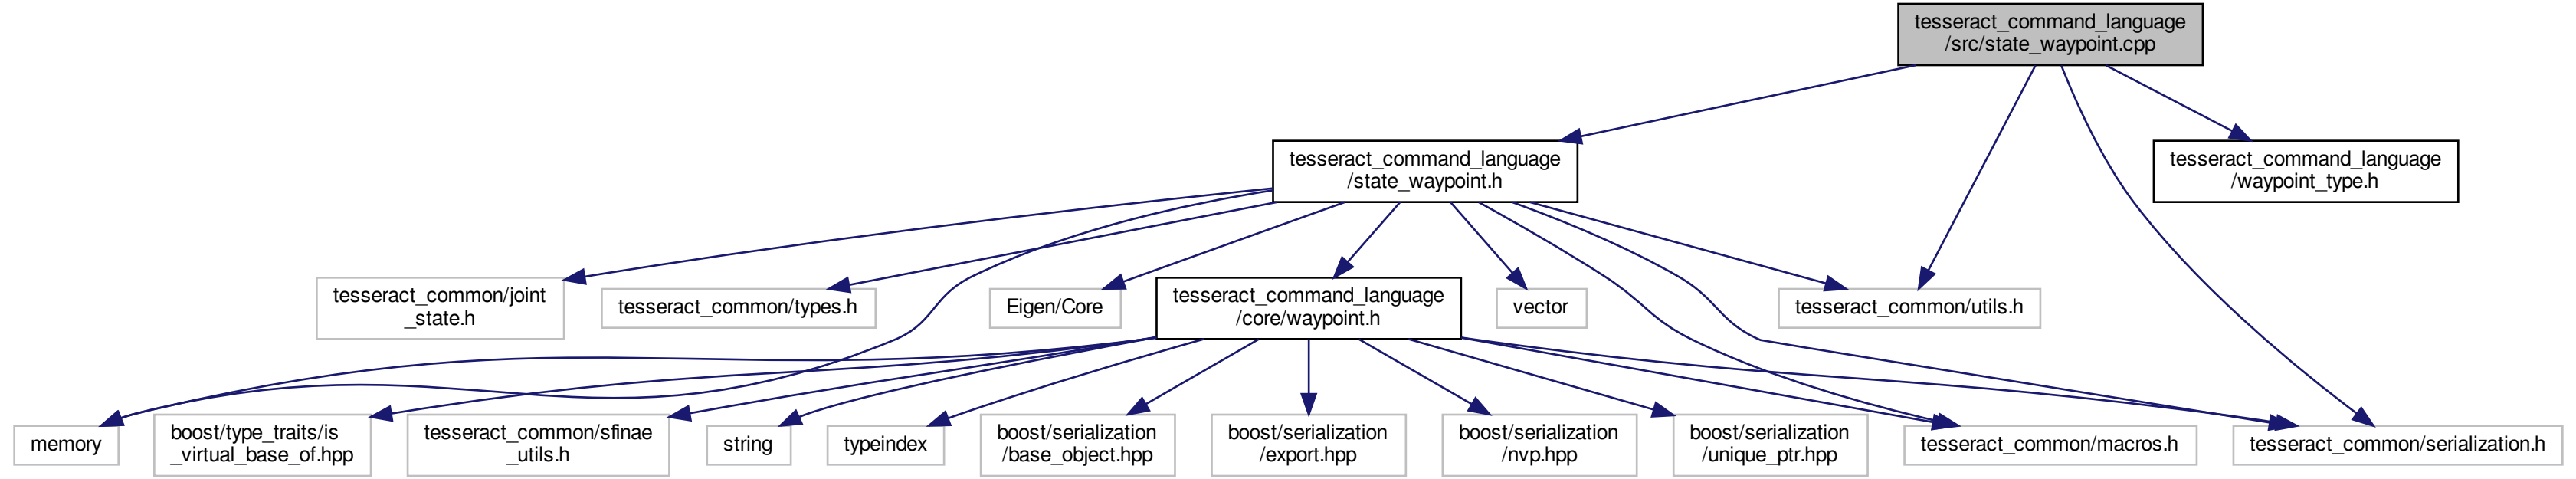 tesseract_command_language
/src/state_waypoint.cpp
tesseract_command_language
/state_waypoint.h
tesseract_command_language
/waypoint_type.h
tesseract_common/joint
_state.h
tesseract_common/types.h
Eigen/Core
tesseract_command_language
/core/waypoint.h
vector
tesseract_common/utils.h
memory
boost/type_traits/is
_virtual_base_of.hpp
tesseract_common/sfinae
_utils.h
string
typeindex
boost/serialization
/base_object.hpp
boost/serialization
/export.hpp
boost/serialization
/nvp.hpp
boost/serialization
/unique_ptr.hpp
tesseract_common/macros.h
tesseract_common/serialization.h